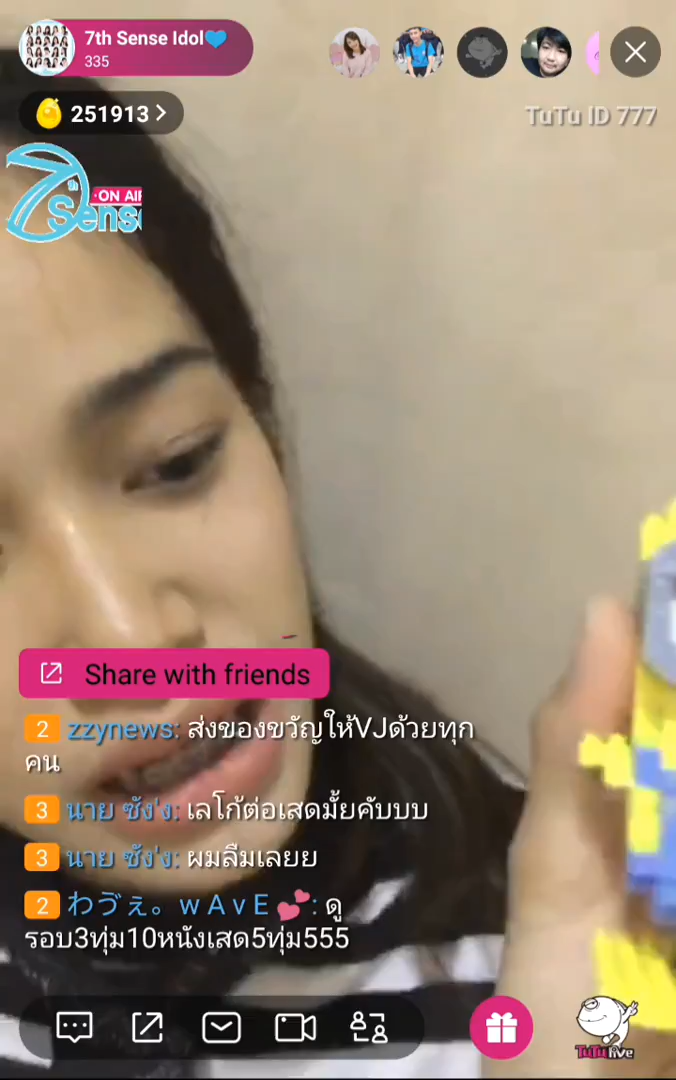 7th Sense Idol💙
335
251913 >
TuTu ID 777
7th
ON AIR
Sense
Share with friends
2 zzynews: ส่งของขวัญให้VJด้วยทุก
คน
3 นาย ซัง'ง: เลโก้ต่อเสดมั้ยคับบบ
3 นาย ซัง'ง: ผมลืมเลยย
2 わゔぇ。w A v E 💕: ดู
รอบ3ทุ่ม10หนังเสด5ทุ่ม555
TuTulive